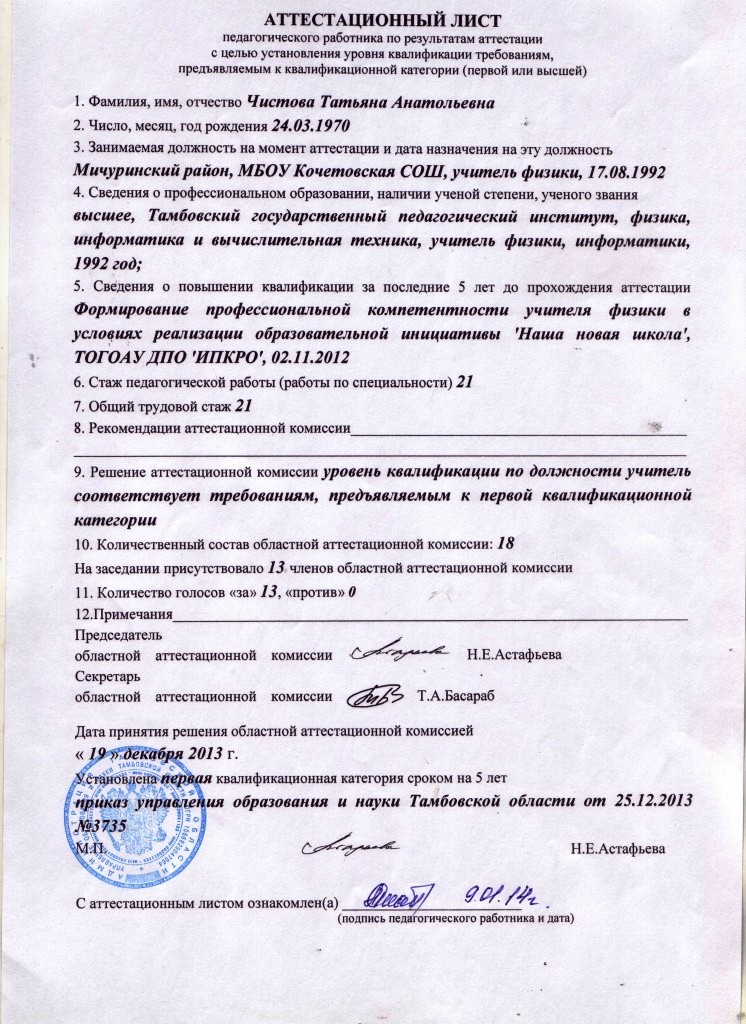 АТТЕСТАЦИОННЫЙ ЛИСТ
педагогического работника по результатам аттестации
с целью установления уровня квалификации требованиям,
предъявляемым к квалификационной категории (первой или высшей)
1. Фамилия, имя, отчество Чистова Татьяна Анатольевна
2. Число, месяц, год рождения 24.03.1970
3. Занимаемая должность на момент аттестации и дата назначения на эту должность
Мичуринский район, МБОУ Кочетовская СОШ, учитель физики, 17.08.1992
4. Сведения о профессиональном образовании, наличии ученой степени, ученого звания
высшее, Тамбовский государственный педагогический институт, физика,
информатика и вычислительная техника, учитель физики, информатики,
1992 год;
5. Сведения о повышении квалификации за последние 5 лет до прохождения аттестации
Формирование профессиональной компетентности учителя физики в
условиях реализации образовательной инициативы 'Наша новая школа',
ТОГОАУ ДПО 'ИПКРО', 02.11.2012
6. Стаж педагогической работы (работы по специальности) 21
7. Общий трудовой стаж 21
8. Рекомендации аттестационной комиссии
9. Решение аттестационной комиссии уровень квалификации по должности учитель
соответствует требованиям, предъявляемым к первой квалификационной
категории
10. Количественный состав областной аттестационной комиссии: 18
На заседании присутствовало 13 членов областной аттестационной комиссии
11. Количество голосов «за» 13, «против» 0
12.Примечания
Председатель
областной аттестационной комиссии Н.Е.Астафьева
Секретарь
областной аттестационной комиссии Т.А.Басараб
Дата принятия решения областной аттестационной комиссией
« 19 » декабря 2013 г.
Установлена первая квалификационная категория сроком на 5 лет
приказ управления образования и науки Тамбовской области от 25.12.2013
№3735
М.П. Н.Е.Астафьева
С аттестационным листом ознакомлен(а) 9.01.14г.
(подпись педагогического работника и дата)